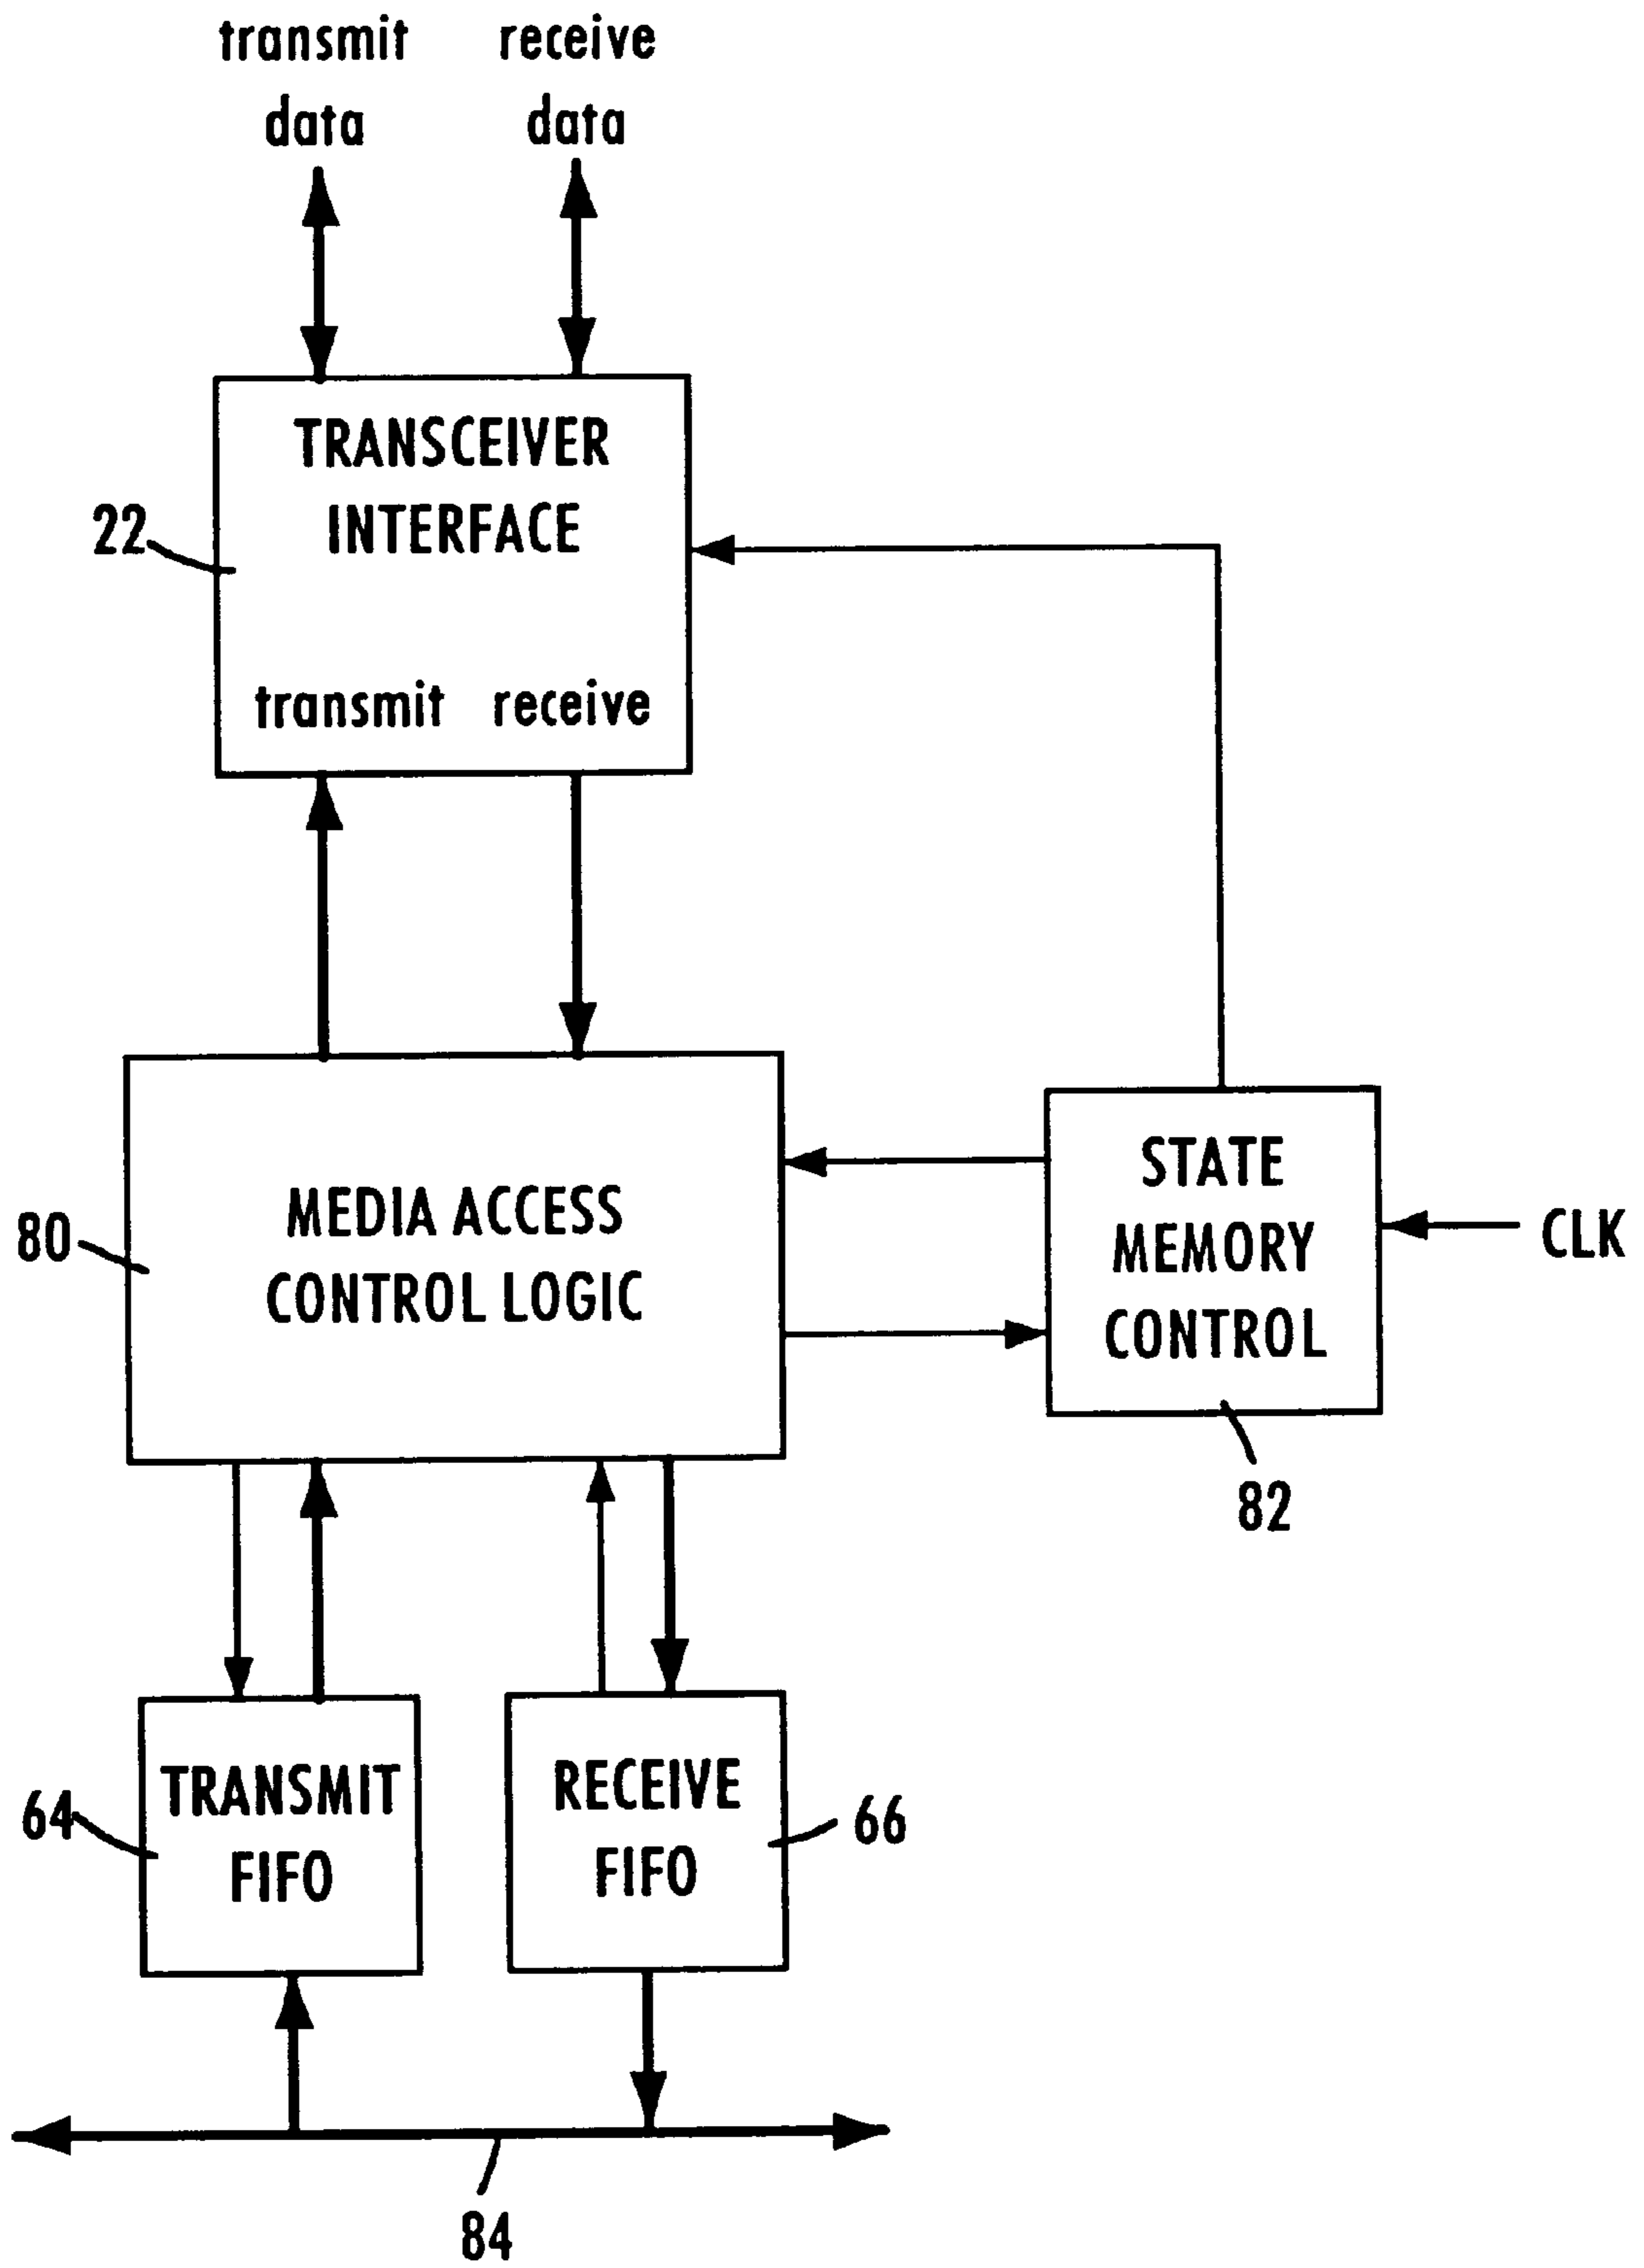 transmit
data
receive
data
TRANSCEIVER
INTERFACE
22
transmit receive
MEDIA ACCESS
CONTROL LOGIC
80
STATE
MEMORY
CONTROL
CLK
82
TRANSMIT
FIFO
64
RECEIVE
FIFO
66
84